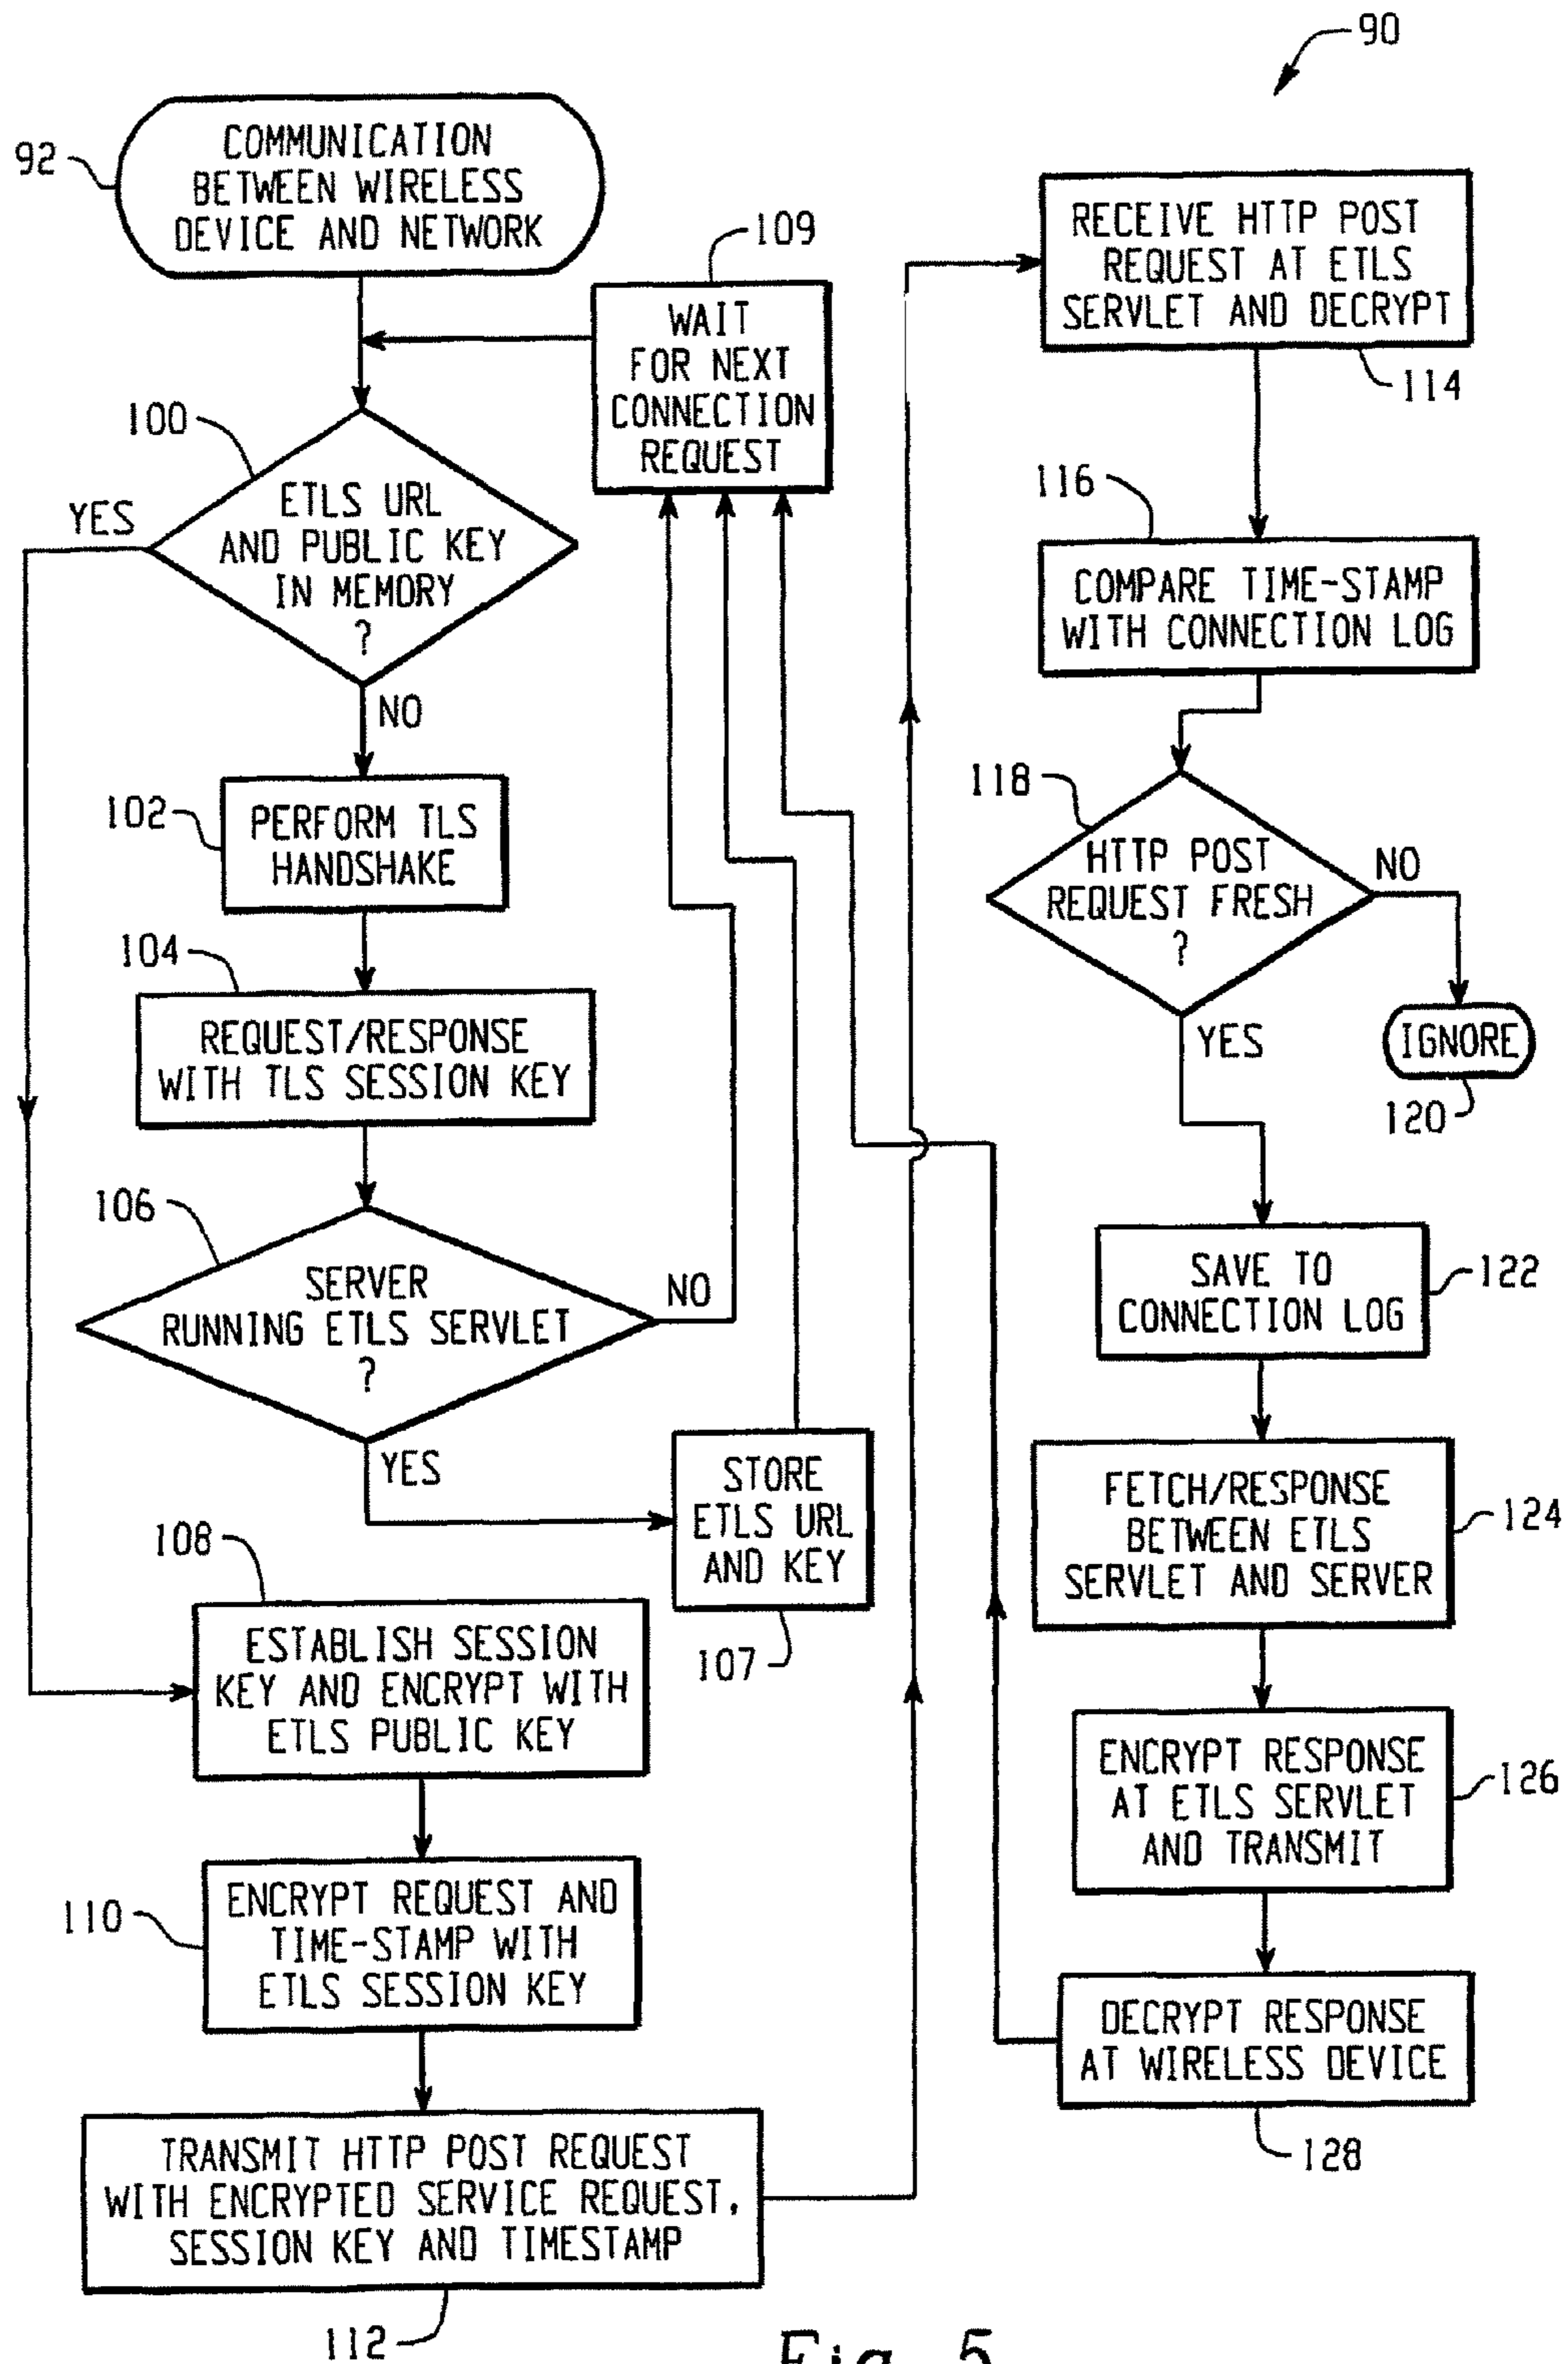 90
92
COMMUNICATION
BETWEEN WIRELESS
DEVICE AND NETWORK
109
WAIT
FOR NEXT
CONNECTION
REQUEST
100
YES
ETLS URL
AND PUBLIC KEY
IN MEMORY
?
NO
102
PERFORM TLS
HANDSHAKE
104
REQUEST/RESPONSE
WITH TLS SESSION KEY
106
SERVER
RUNNING ETLS SERVLET
?
NO
YES
STORE
ETLS URL
AND KEY
107
108
ESTABLISH SESSION
KEY AND ENCRYPT WITH
ETLS PUBLIC KEY
110
ENCRYPT REQUEST AND
TIME-STAMP WITH
ETLS SESSION KEY
TRANSMIT HTTP POST REQUEST
WITH ENCRYPTED SERVICE REQUEST,
SESSION KEY AND TIMESTAMP
112
RECEIVE HTTP POST
REQUEST AT ETLS
SERVLET AND DECRYPT
114
116
COMPARE TIME-STAMP
WITH CONNECTION LOG
118
HTTP POST
REQUEST FRESH
?
NO
YES
IGNORE
120
SAVE TO
CONNECTION LOG
122
FETCH/RESPONSE
BETWEEN ETLS
SERVLET AND SERVER
124
ENCRYPT RESPONSE
AT ETLS SERVLET
AND TRANSMIT
126
DECRYPT RESPONSE
AT WIRELESS DEVICE
128
Fig. 5